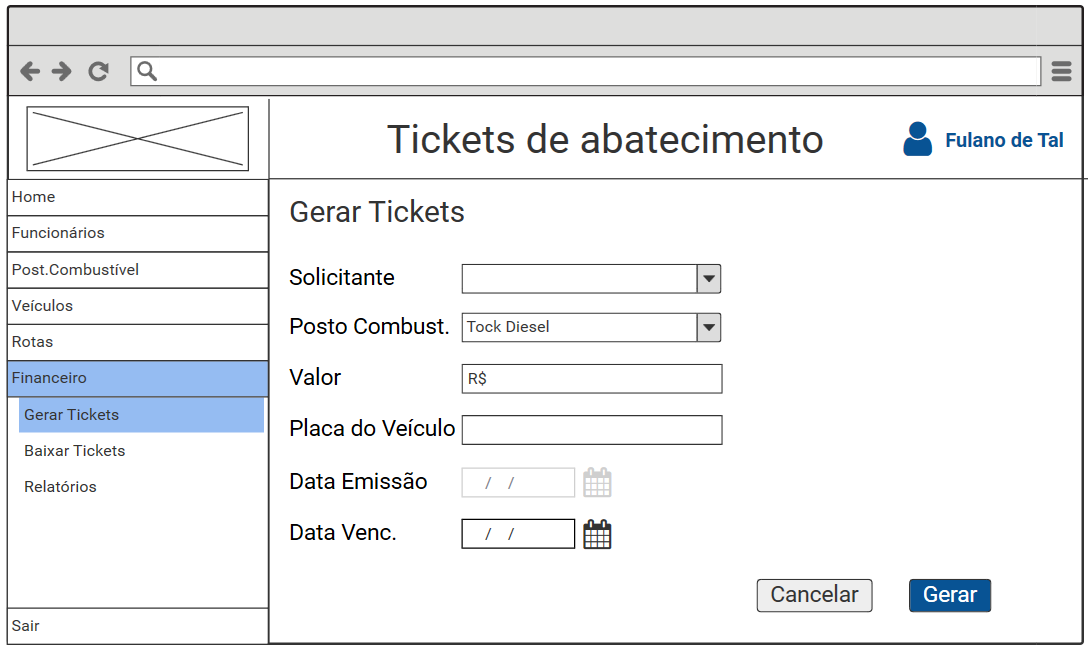 Tickets de abatecimento
Fulano de Tal
Home
Funcionários
Post.Combustível
Veículos
Rotas
Financeiro
Gerar Tickets
Baixar Tickets
Relatórios
Sair
Gerar Tickets
Solicitante
Posto Combust. Tock Diesel
Valor R$
Placa do Veículo
Data Emissão / /
Data Venc. / /
Cancelar Gerar